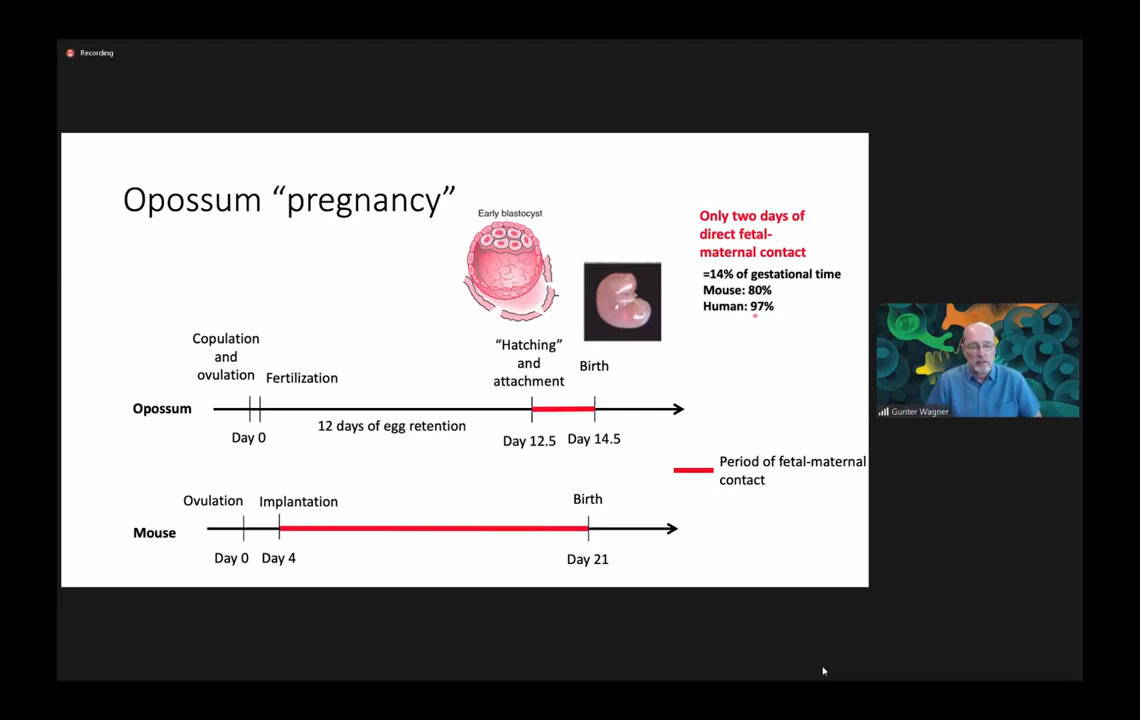 Recording
Opossum “pregnancy”
Early blastocyst
Only two days of
direct fetal-
maternal contact
=14% of gestational time
Mouse: 80%
Human: 97%
Copulation
and
ovulation
Fertilization
“Hatching”
and
attachment
Birth
Opossum
12 days of egg retention
Day 0
Day 12.5
Day 14.5
Gunter Wagner
Period of fetal-maternal
contact
Ovulation
Implantation
Birth
Mouse
Day 0
Day 4
Day 21